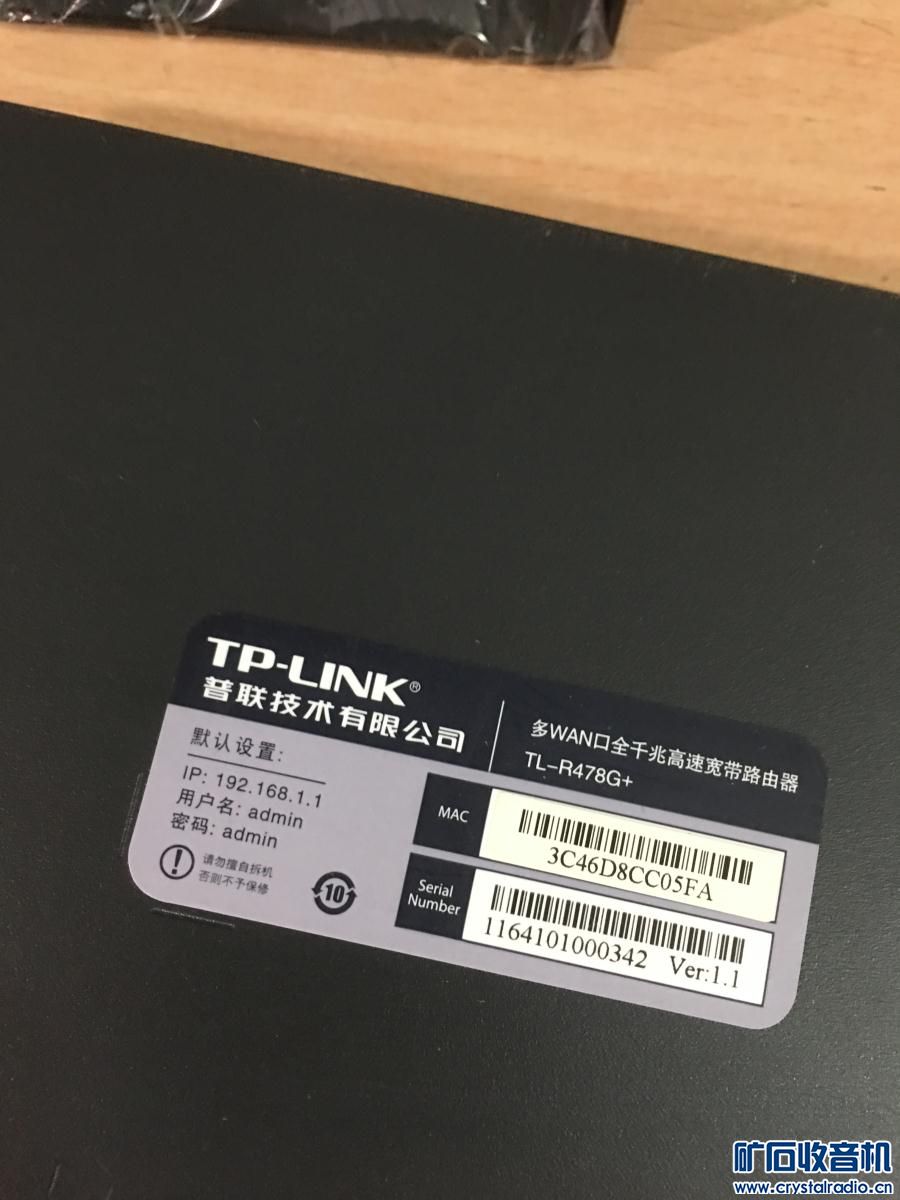 TP-LINK®
普联技术有限公司
多WAN口全千兆高速宽带路由器
TL-R478G+
默认设置:
IP: 192.168.1.1
用户名: admin
密码: admin
请勿擅自拆机
否则不予保修
10
MAC
3C46D8CC05FA
Serial
Number
1164101000342 Ver:1.1
矿石收音机
www.crystalradio.cn